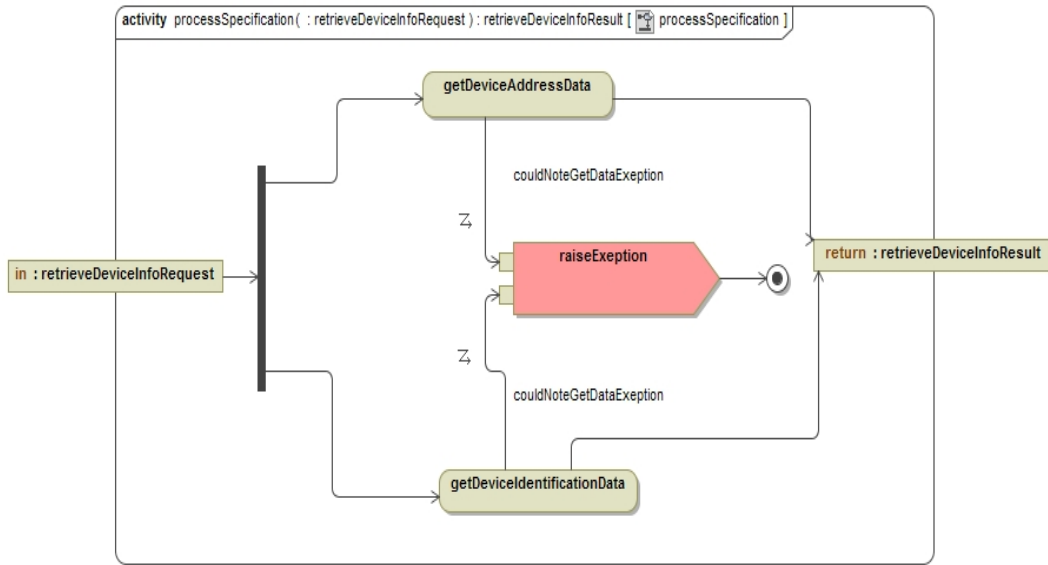 activity processSpecification( : retrieveDeviceInfoRequest ) : retrieveDeviceInfoResult [ processSpecification ]
getDeviceAddressData
couldNoteGetDataExeption
raiseExeption
in : retrieveDeviceInfoRequest
return : retrieveDeviceInfoResult
couldNoteGetDataExeption
getDeviceIdentificationData